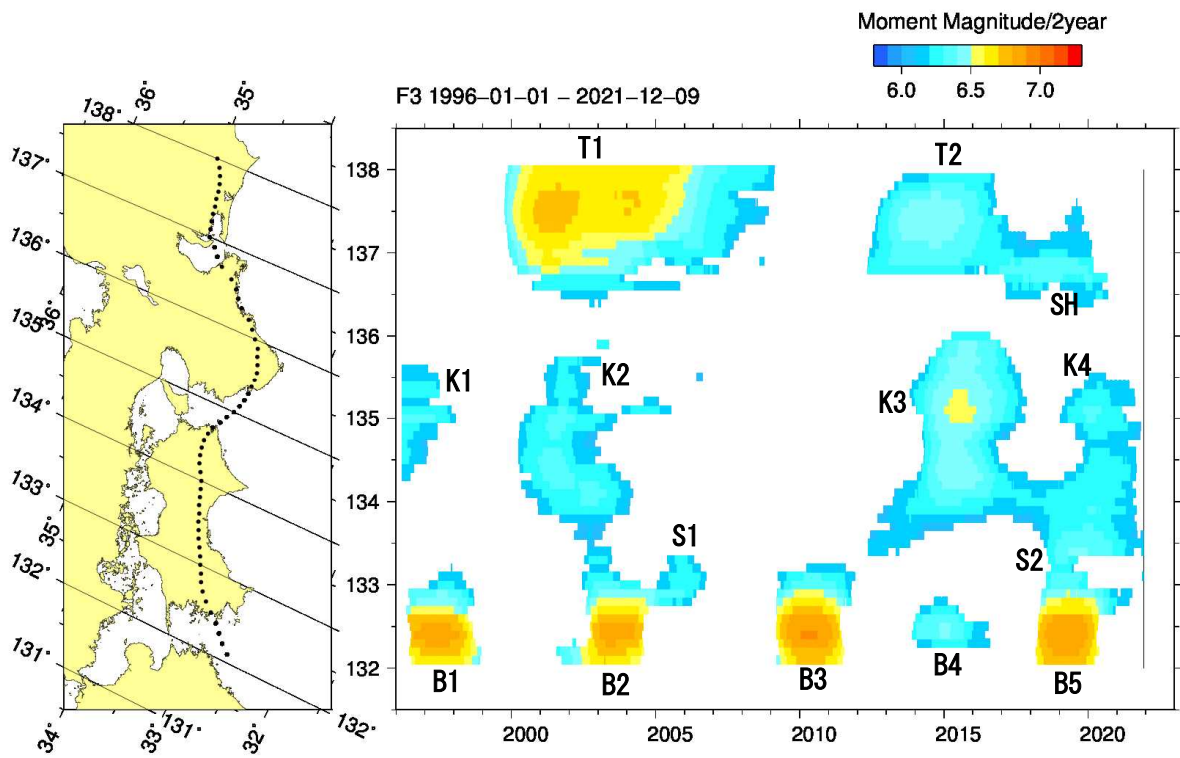 Moment Magnitude/2year
6.0 6.5 7.0
F3 1996−01−01 − 2021−12−09
138° 36° 35°
137°
136°
36°
135°
134°
133°
35°
132°
131°
34° 33° 131° 32° 132°
138
137
136
135
134
133
132
T1
T2
SH
K1
K2
K3
K4
S1
S2
B1
B2
B3
B4
B5
2000 2005 2010 2015 2020